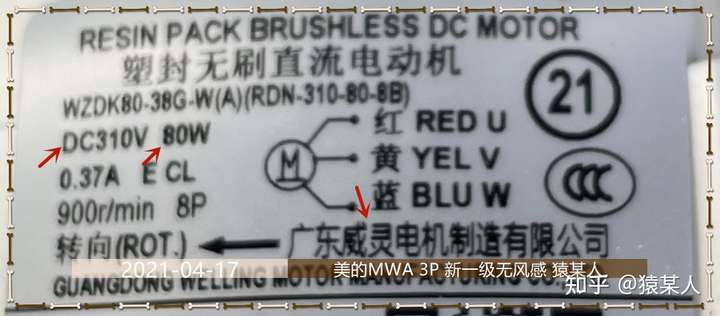 RESIN PACK BRUSHLESS DC MOTOR
塑封无刷直流电动机
WZDK80-38G-W(A)(RDN-310-80-8B)
21
DC310V 80W
红 RED U
M
黄 YEL V
0.37A E CL
蓝 BLU W
CCC
900r/min 8P
转向(ROT.)
广东威灵电机制造有限公司
2021-04-17
美的MWA 3P 新一级无风感 猿某人
GUANGDONG WELLING MOTOR MANUFACTURING CO.
知乎 @猿某人